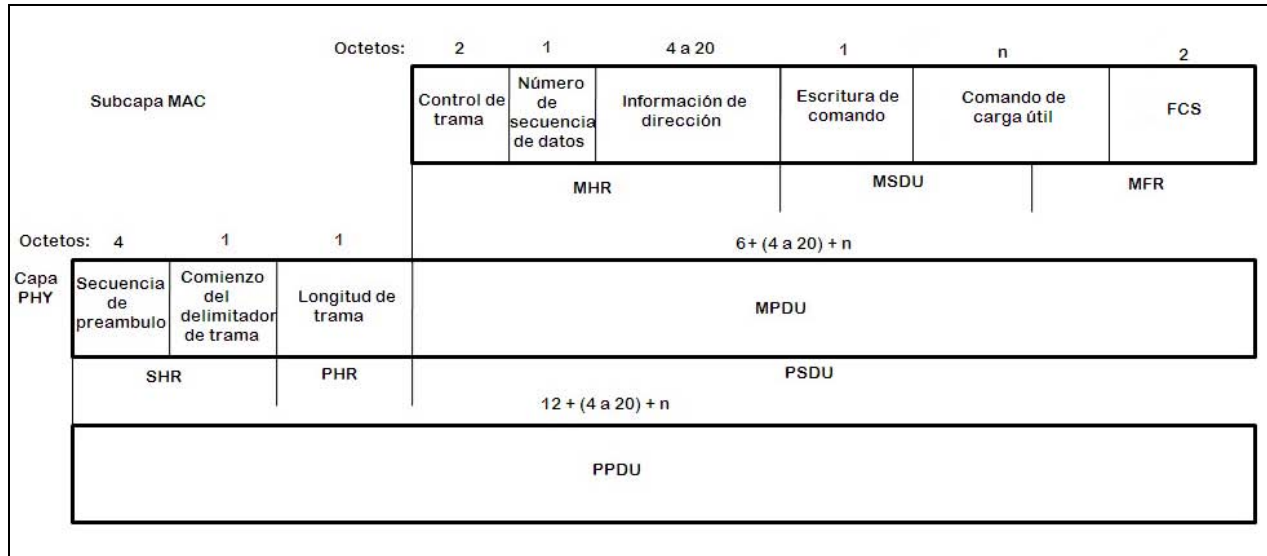 Octetos: 2 1 4 a 20 1 n 2
Subcapa MAC
Control de
trama
Número
de
secuencia
de datos
Información de
dirección
Escritura de
comando
Comando de
carga útil
FCS
MHR MSDU MFR
Octetos: 4 1 1 6+ (4 a 20) + n
Capa
PHY
Secuencia
de
preambulo
Comienzo
del
delimitador
de trama
Longitud de
trama
MPDU
SHR PHR PSDU
12 + (4 a 20) + n
PPDU